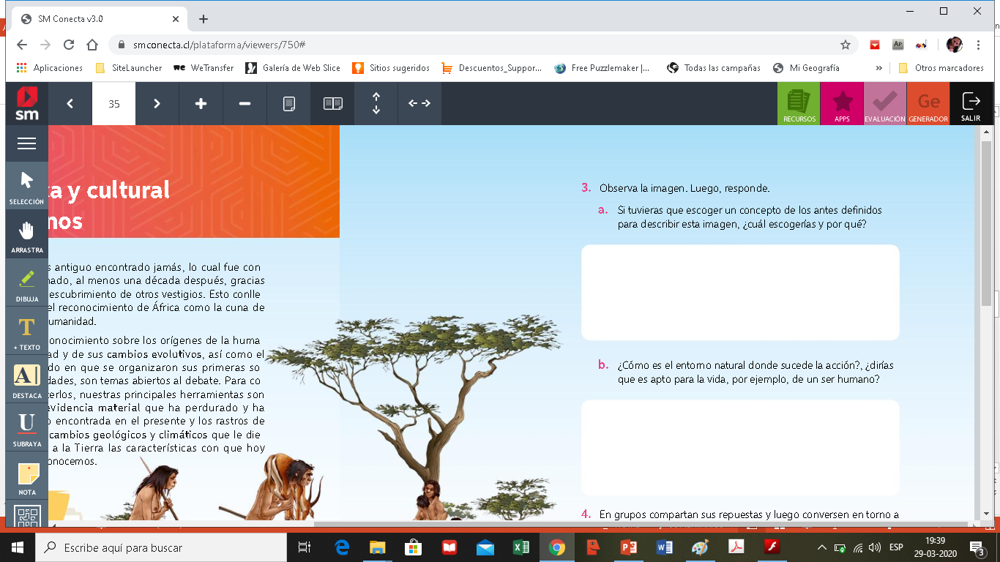 SM Conecta v3.0
smconecta.cl/plataforma/viewers/750#
AP
Aplicaciones
SiteLauncher
WeTransfer
Galería de Web Slice
Sitios sugeridos
Descuentos_Suppor...
Free Puzzlemaker |...
Todas las campañas
Mi Geografía
»
Otros marcadores
sm
35
RECURSOS
APPS
EVALUACIÓN
Ge
GENERADOR
SALIR
SELECCIÓN
ARRASTRA
DIBUJA
T
+ TEXTO
A
DESTACA
U
SUBRAYA
NOTA
a y cultural
nos
s antiguo encontrado jamás, lo cual fue con
nado, al menos una década después, gracias
escubrimiento de otros vestigios. Esto conlle
el reconocimiento de África como la cuna de
umanidad.
onocimiento sobre los orígenes de la huma
ad y de sus cambios evolutivos, así como el
do en que se organizaron sus primeras so
dades, son temas abiertos al debate. Para co
erlos, nuestras principales herramientas son
evidencia material que ha perdurado y ha
o encontrada en el presente y los rastros de
cambios geológicos y climáticos que le die
a la Tierra las características con que hoy
onocemos.
3. Observa la imagen. Luego, responde.
a. Si tuvieras que escoger un concepto de los antes definidos
para describir esta imagen, ¿cuál escogerías y por qué?
b. ¿Cómo es el entorno natural donde sucede la acción?, ¿dirías
que es apto para la vida, por ejemplo, de un ser humano?
4. En grupos compartan sus repuestas y luego conversen en torno a
Escribe aquí para buscar
ESP
19:39
29-03-2020
3